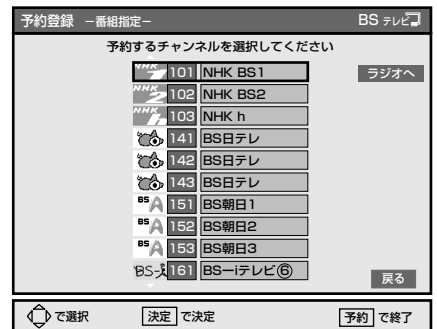 予約登録 −番組指定− BS テレビ
予約するチャンネルを選択してください
NHK 1 101 NHK BS1 ラジオへ
NHK 2 102 NHK BS2
NHK h 103 NHK h
141 BS日テレ
142 BS日テレ
143 BS日テレ
BS A 151 BS朝日1
BS A 152 BS朝日2
BS A 153 BS朝日3
BS-i 161 BSーiテレビ⑥
戻る
で選択 決定 で決定 予約 で終了